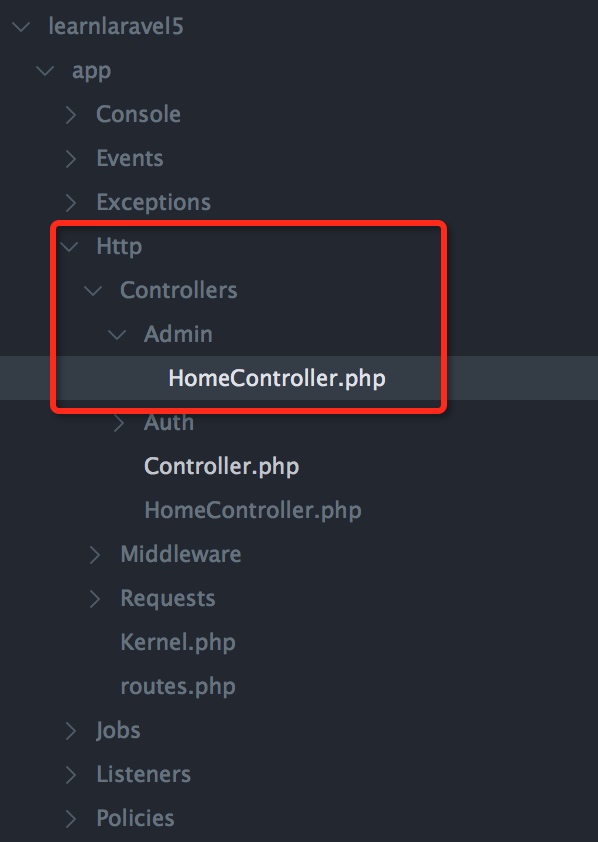 learnlaravel5
app
Console
Events
Exceptions
Http
Controllers
Admin
HomeController.php
Auth
Controller.php
HomeController.php
Middleware
Requests
Kernel.php
routes.php
Jobs
Listeners
Policies